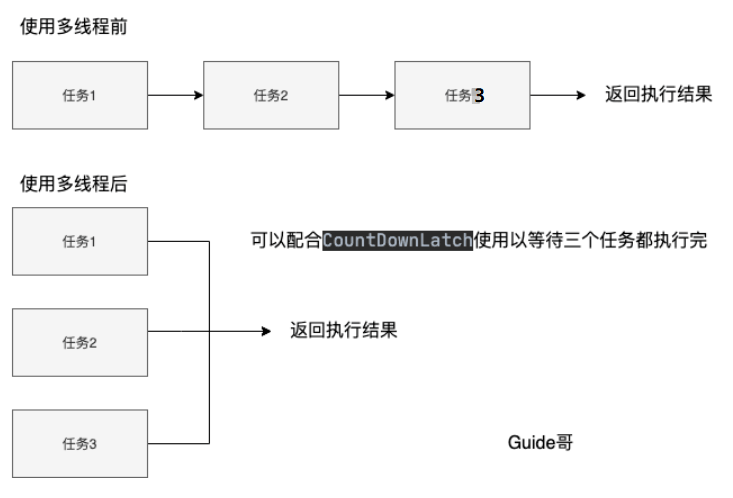 使用多线程前
任务1
任务2
任务3
返回执行结果
使用多线程后
任务1
可以配合CountDownLatch使用以等待三个任务都执行完
任务2
返回执行结果
任务3
Guide哥